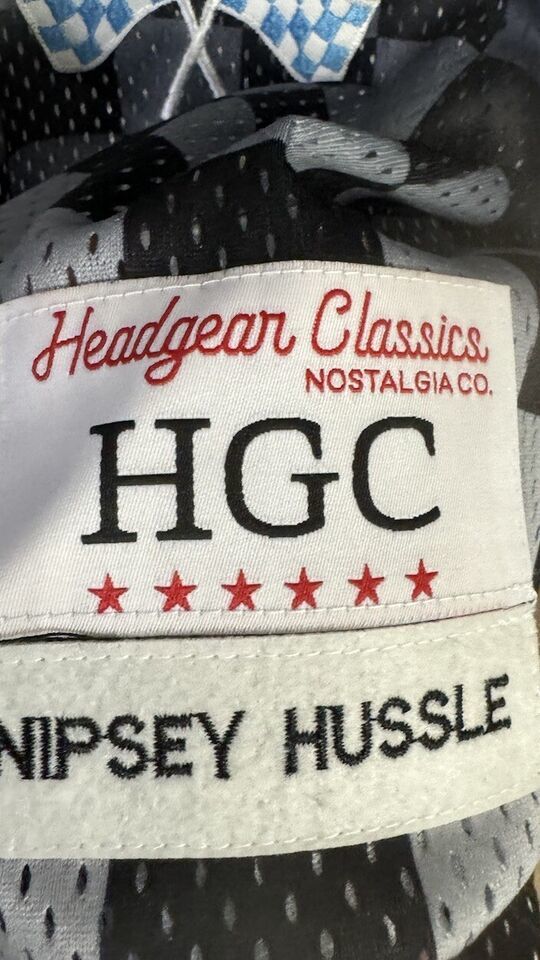 Headgear Classics
NOSTALGIA CO.
HGC
NIPSEY HUSSLE